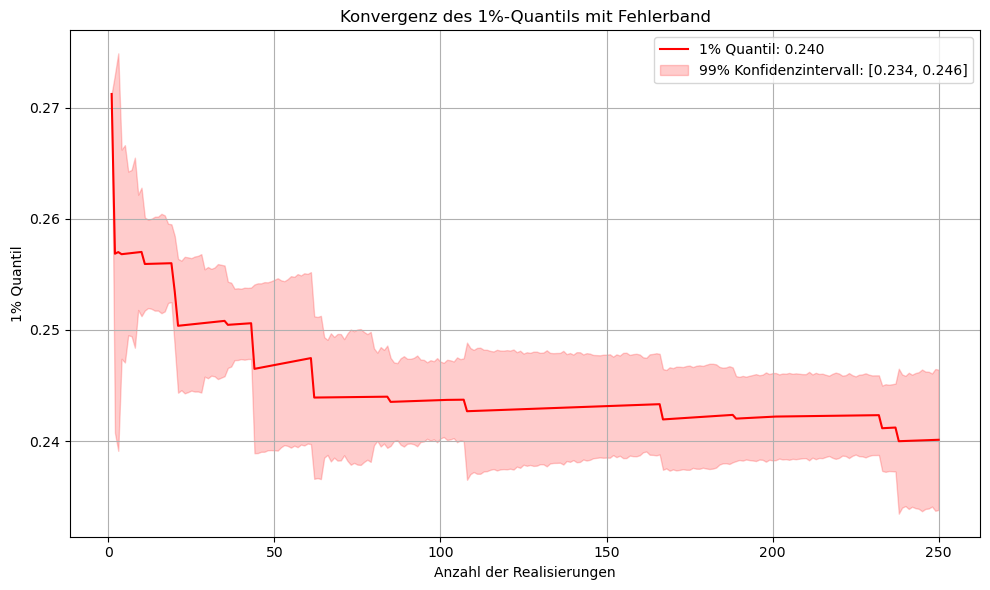 Konvergenz des 1%-Quantils mit Fehlerband
1% Quantil: 0.240
99% Konfidenzintervall: [0.234, 0.246]
1% Quantil
0.27
0.26
0.25
0.24
0
50
100
150
200
250
Anzahl der Realisierungen